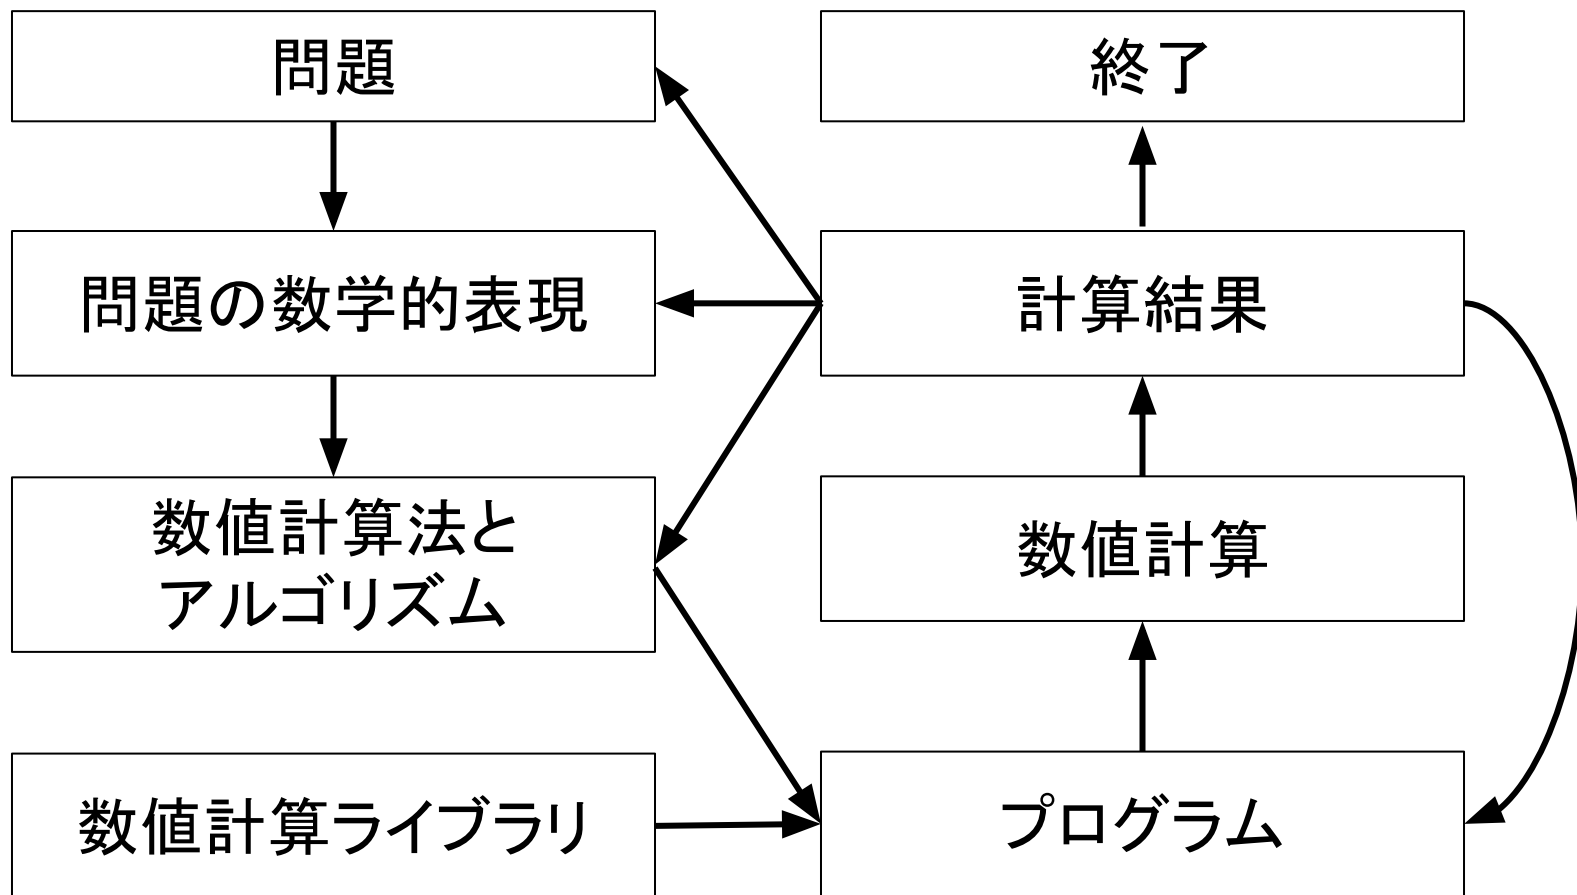 問題
問題の数学的表現
数値計算法と
アルゴリズム
数値計算ライブラリ
終了
計算結果
数値計算
プログラム